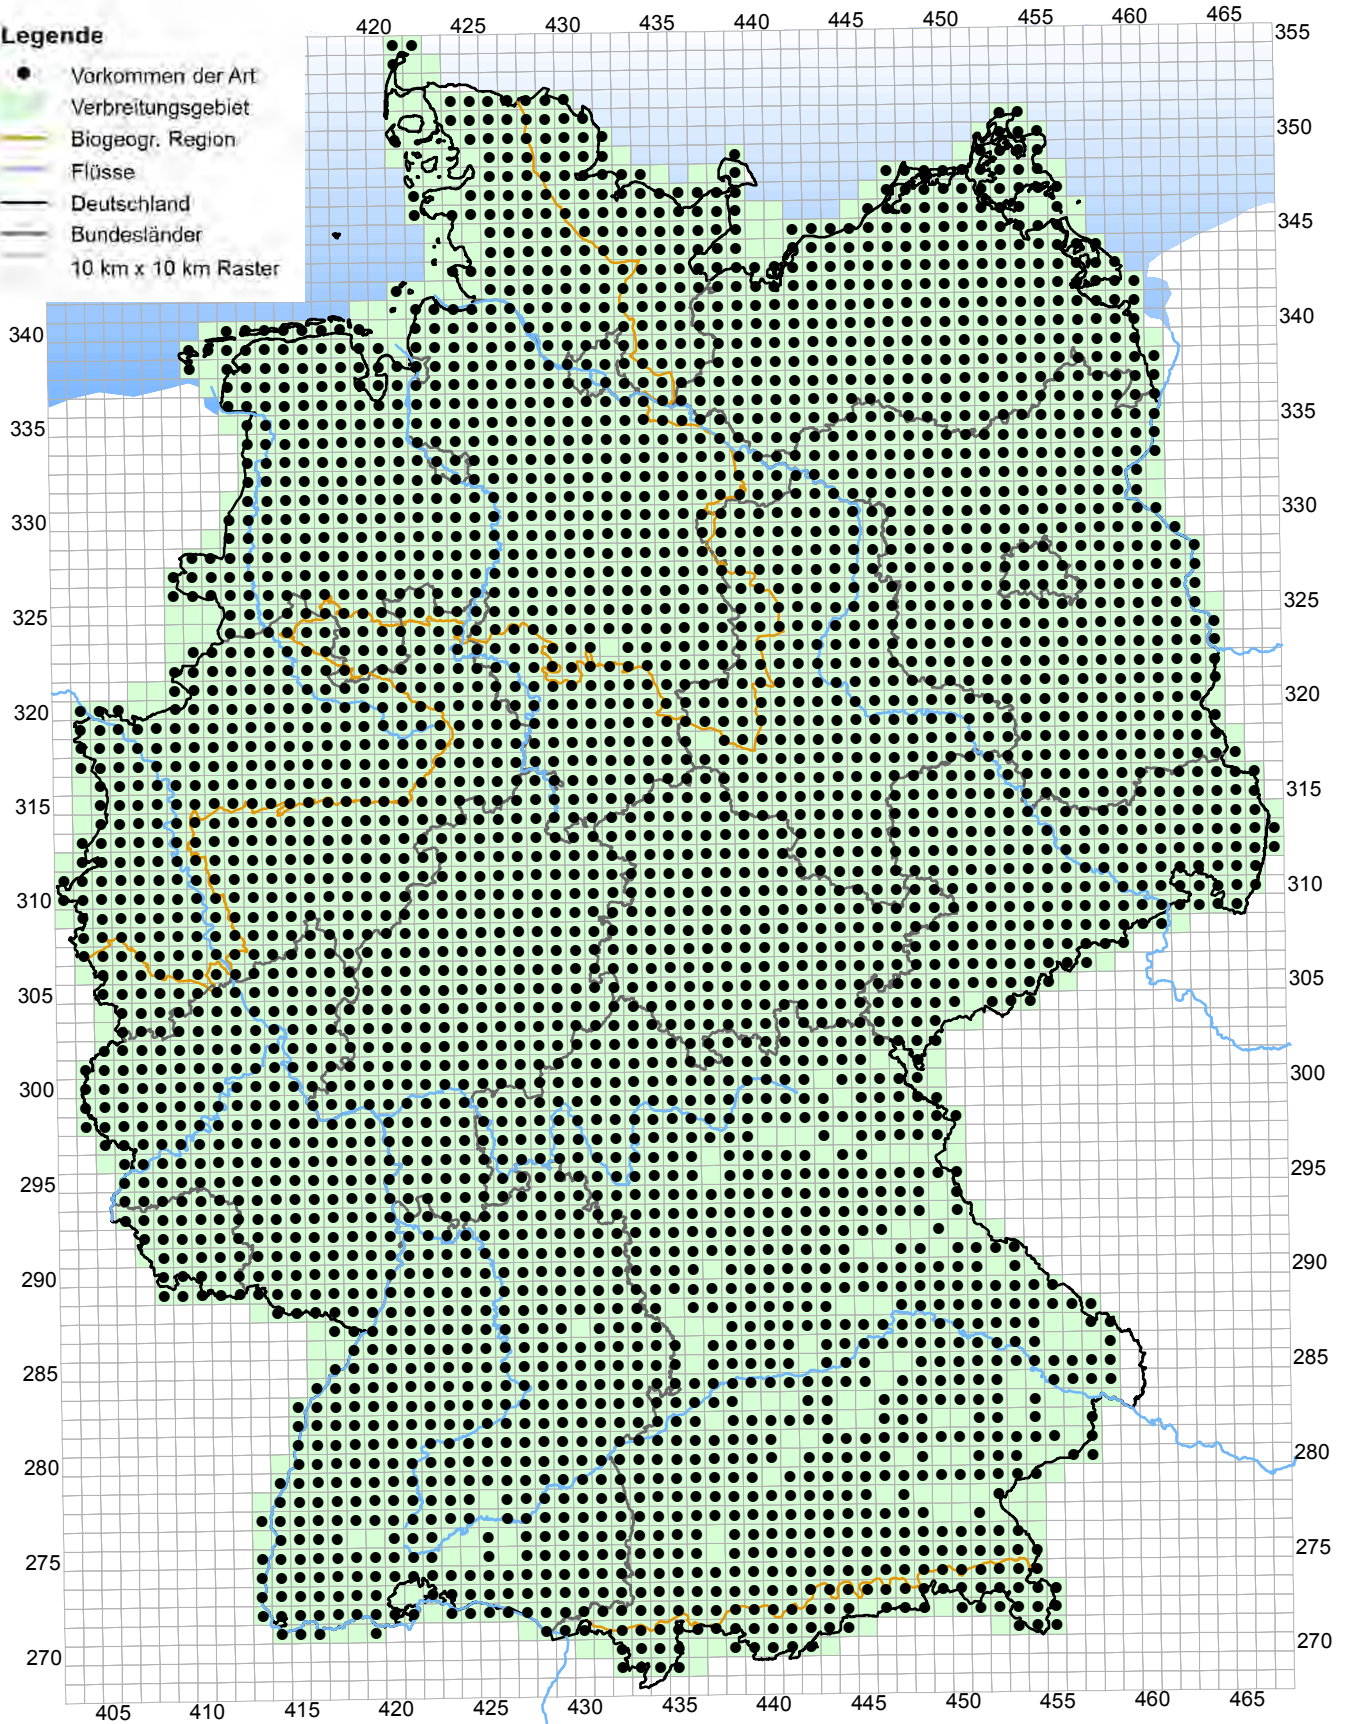 Legende
Vorkommen der Art
Verbreitungsgebiet
Biogeogr. Region
Flüsse
Deutschland
Bundesländer
10 km x 10 km Raster
420 425 430 435 440 445 450 455 460 465
355
350
345
340 340
335 335
330 330
325 325
320 320
315 315
310 310
305 305
300 300
295 295
290 290
285 285
280 280
275 275
270 270
405 410 415 420 425 430 435 440 445 450 455 460 465